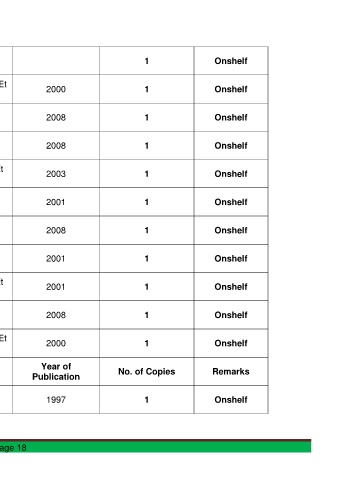 1 Onshelf
Et 2000 1 Onshelf
2008 1 Onshelf
2008 1 Onshelf
t 2003 1 Onshelf
2001 1 Onshelf
2008 1 Onshelf
2001 1 Onshelf
t 2001 1 Onshelf
2008 1 Onshelf
Et 2000 1 Onshelf
Year of
Publication No. of Copies Remarks
1997 1 Onshelf
age 18